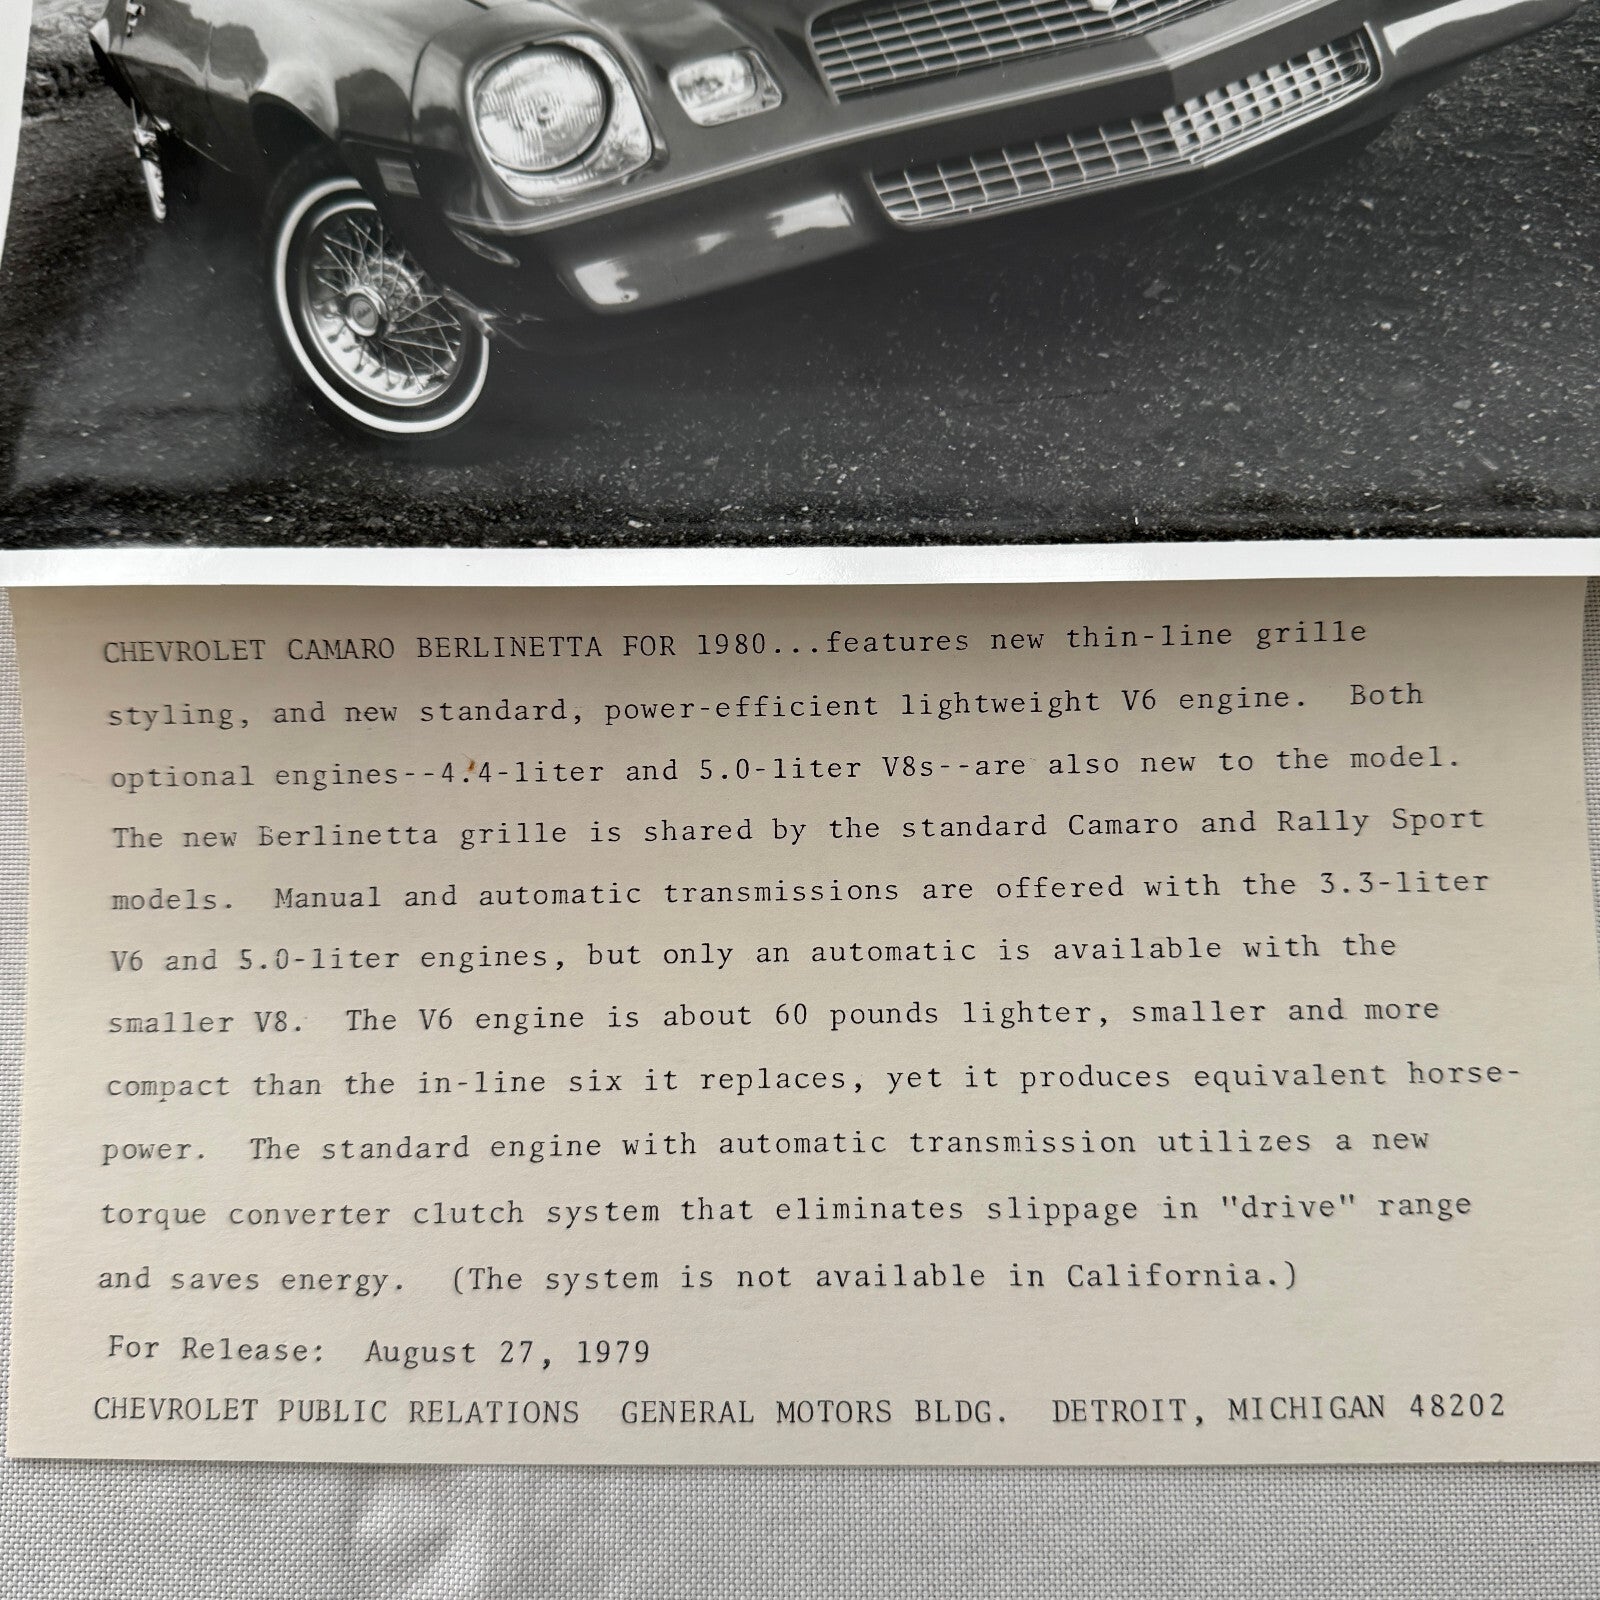 CHEVROLET CAMARO BERLINETTA FOR 1980...features new thin-line grille
styling, and new standard, power-efficient lightweight V6 engine. Both
optional engines--4.4-liter and 5.0-liter V8s--are also new to the model.
The new Berlinetta grille is shared by the standard Camaro and Rally Sport
models. Manual and automatic transmissions are offered with the 3.3-liter
V6 and 5.0-liter engines, but only an automatic is available with the
smaller V8. The V6 engine is about 60 pounds lighter, smaller and more
compact than the in-line six it replaces, yet it produces equivalent horse-
power. The standard engine with automatic transmission utilizes a new
torque converter clutch system that eliminates slippage in "drive" range
and saves energy. (The system is not available in California.)
For Release: August 27, 1979
CHEVROLET PUBLIC RELATIONS GENERAL MOTORS BLDG. DETROIT, MICHIGAN 48202